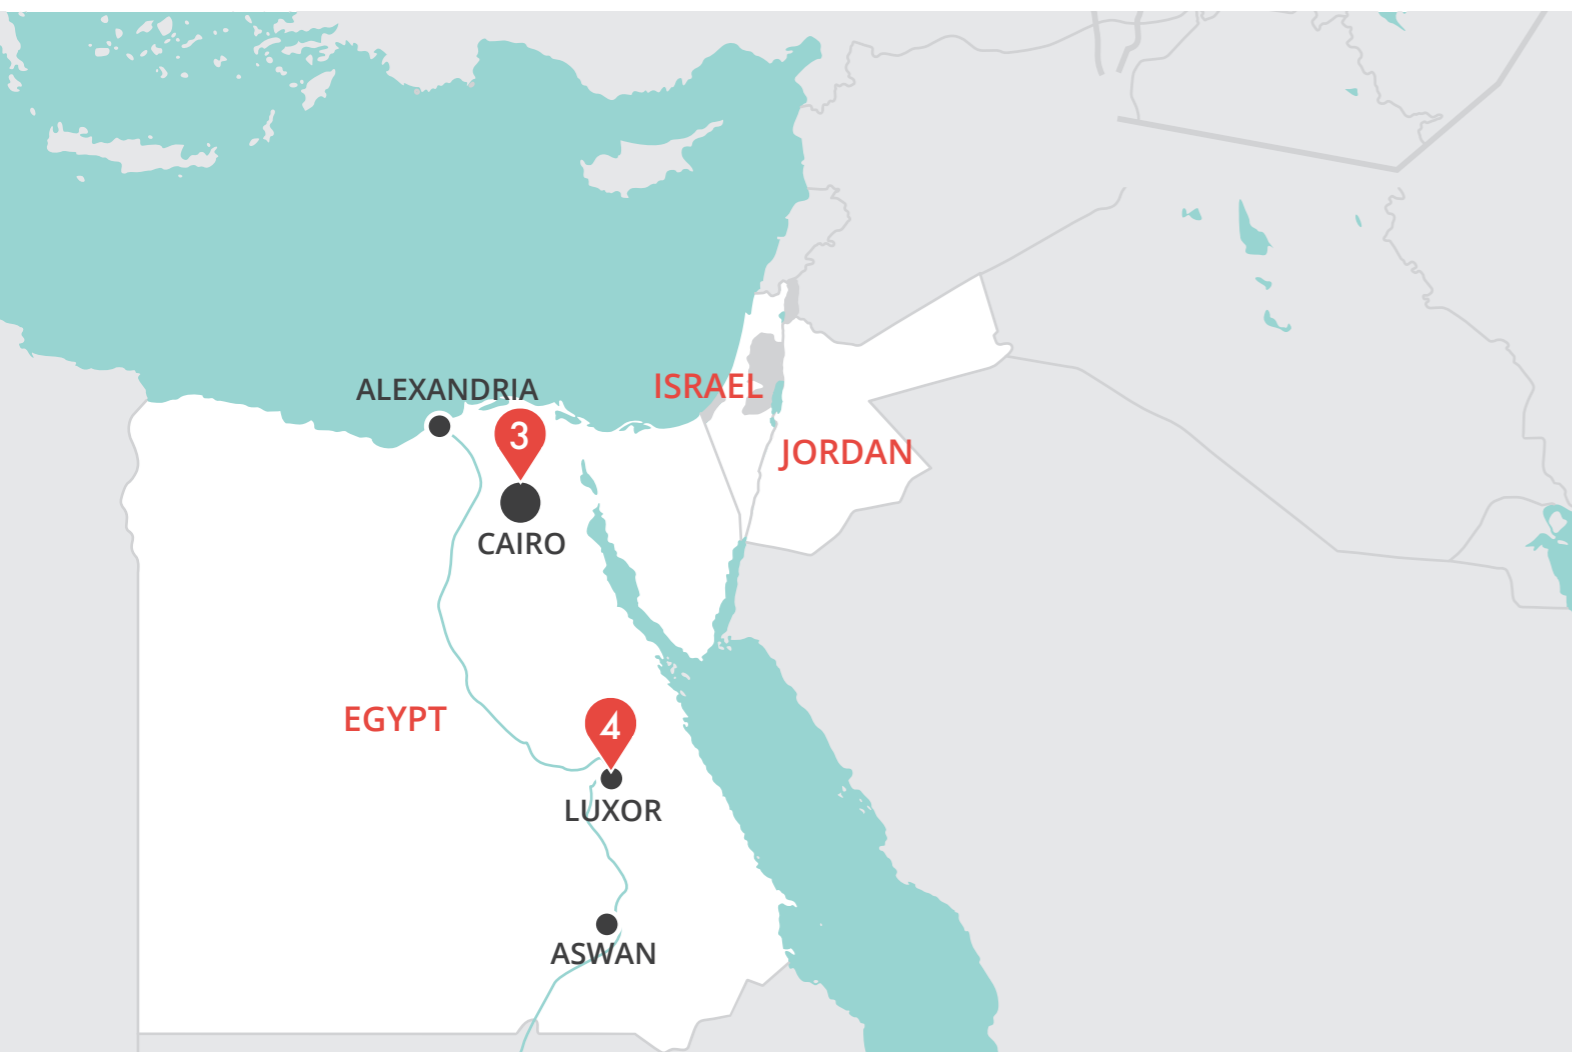 ALEXANDRIA
ISRAEL
3
JORDAN
CAIRO
EGYPT
4
LUXOR
ASWAN